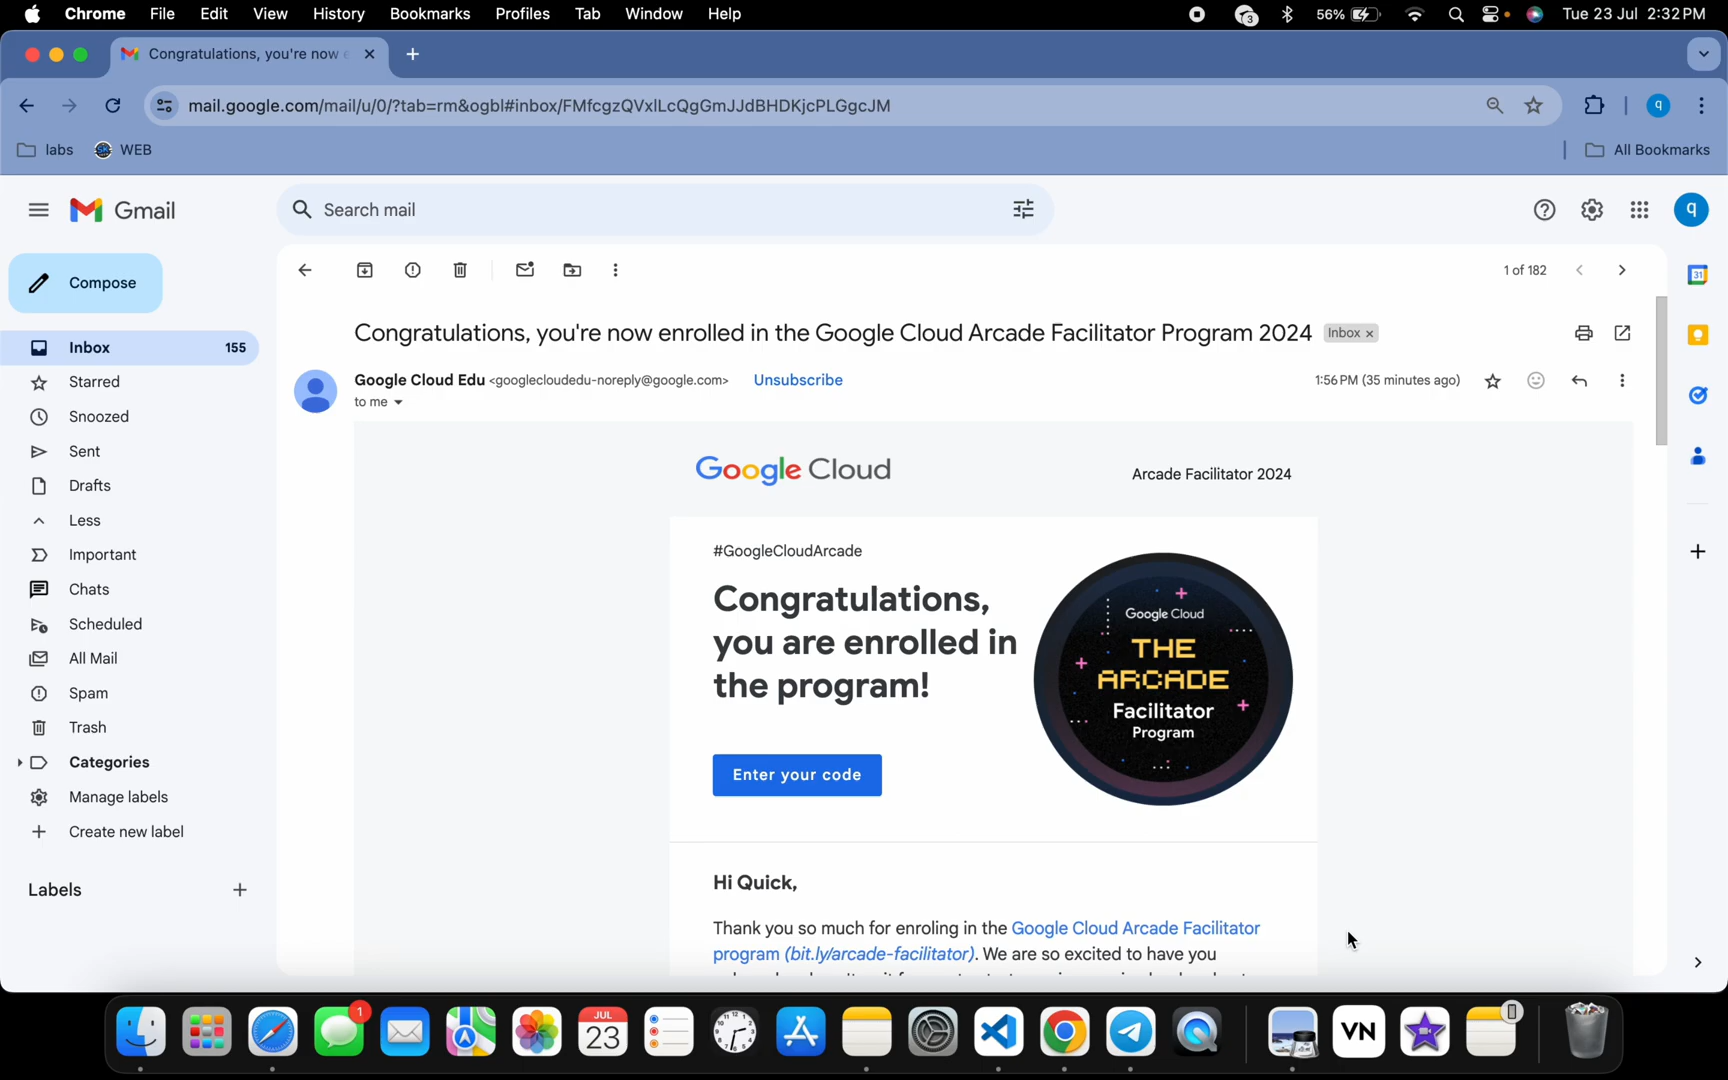 Chrome File Edit View History Bookmarks Profiles Tab Window Help 3 56% Tue 23 Jul 2:32 PM
Congratulations, you're now e
mail.google.com/mail/u/0/?tab=rm&ogbl#inbox/FMfcgzQVxlLcQgGmJJdBHDKjcPLGgcJM q
labs WEB All Bookmarks
Gmail Search mail q
1 of 182 31
Compose
Congratulations, you're now enrolled in the Google Cloud Arcade Facilitator Program 2024 Inbox x
Inbox 155
Google Cloud Edu <googlecloudedu-noreply@google.com> Unsubscribe 1:56 PM (35 minutes ago)
Starred
to me
Snoozed
Sent
Google Cloud Arcade Facilitator 2024
Drafts
Less
#GoogleCloudArcade
Important
Congratulations,
you are enrolled in
the program!
Google Cloud
THE
ARCADE
Facilitator
Program
Chats
Scheduled
All Mail
Spam
Trash
Categories
Enter your code
Manage labels
Create new label
Labels
Hi Quick,
Thank you so much for enroling in the Google Cloud Arcade Facilitator
program (bit.ly/arcade-facilitator). We are so excited to have you
1 JUL
23 VN